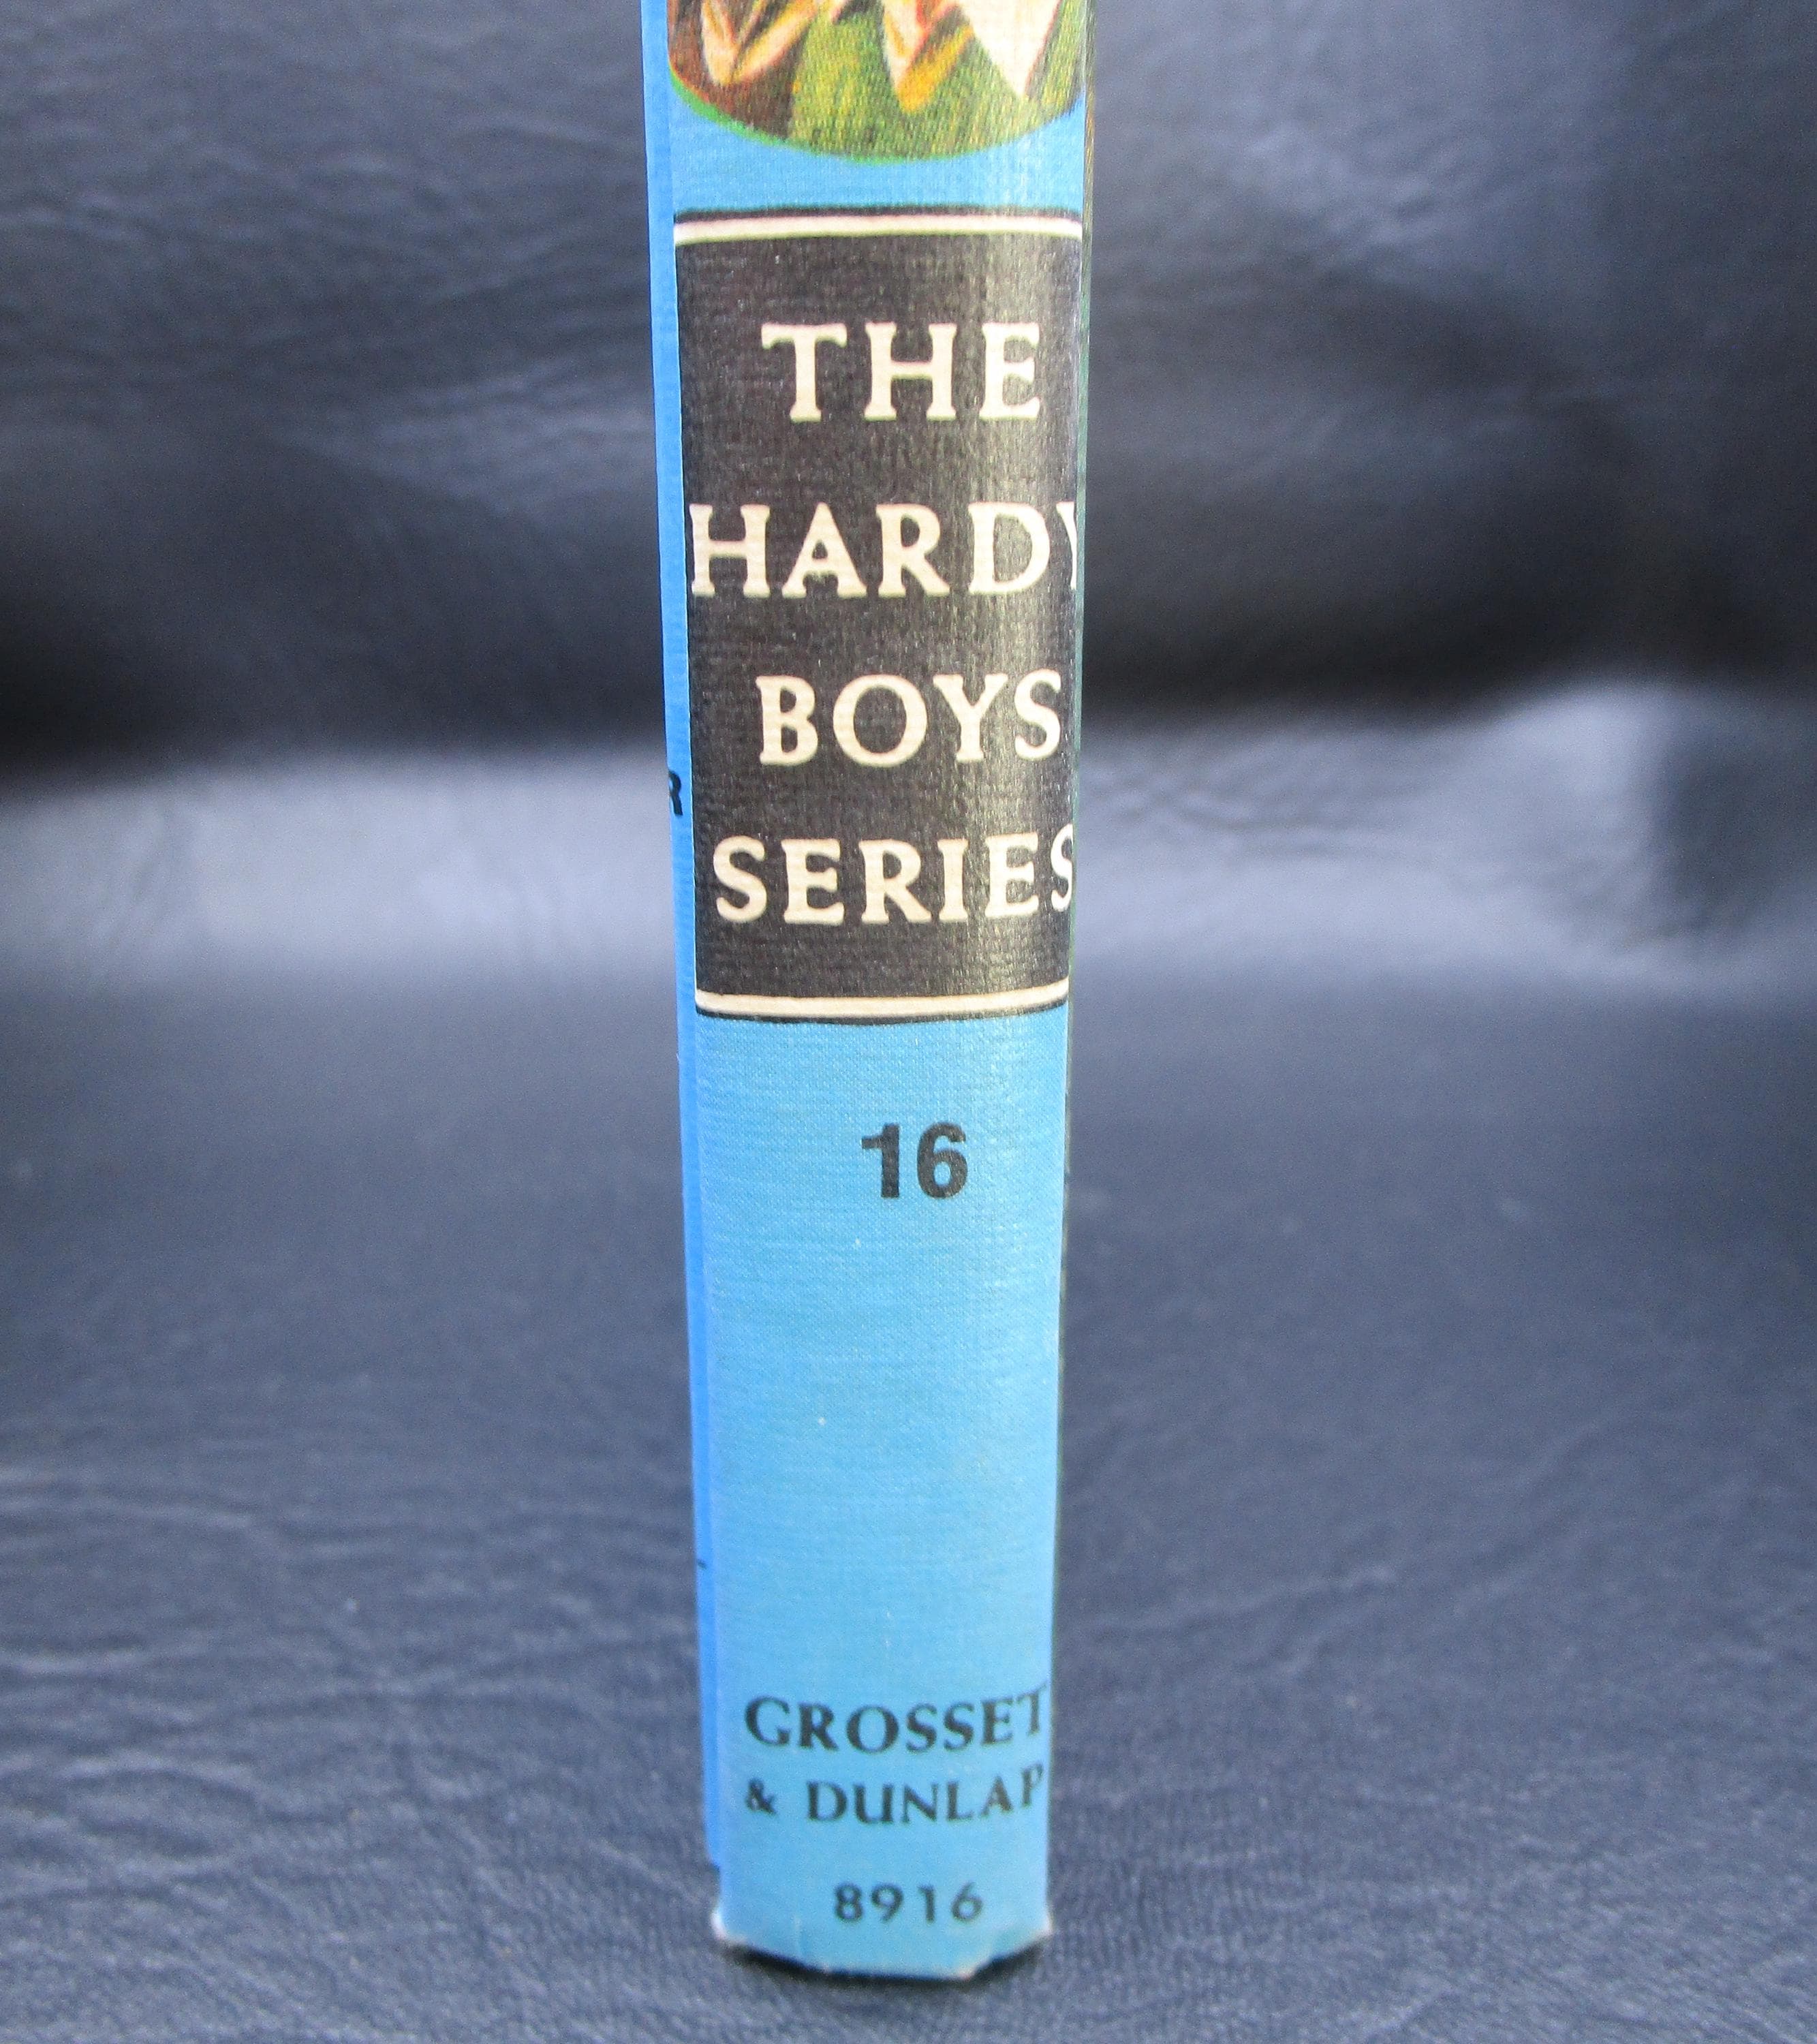 THE
HARDY
BOYS
SERIES
16
GROSSET
& DUNLAP
8916